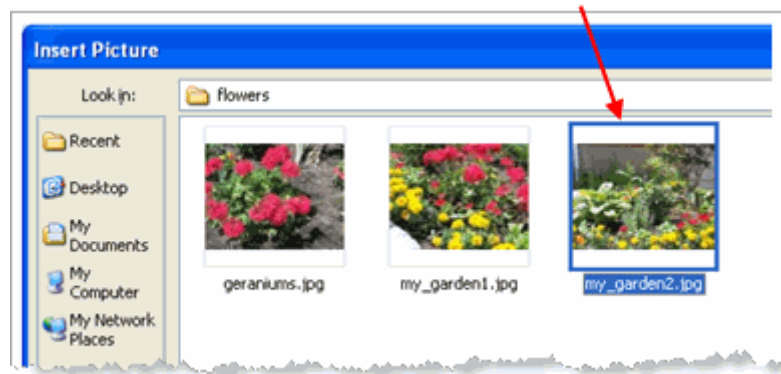 Insert Picture
Look in:
flowers
Recent
Desktop
My
Documents
My
Computer
My Network
Places
geraniums.jpg
my_garden1.jpg
my_garden2.jpg